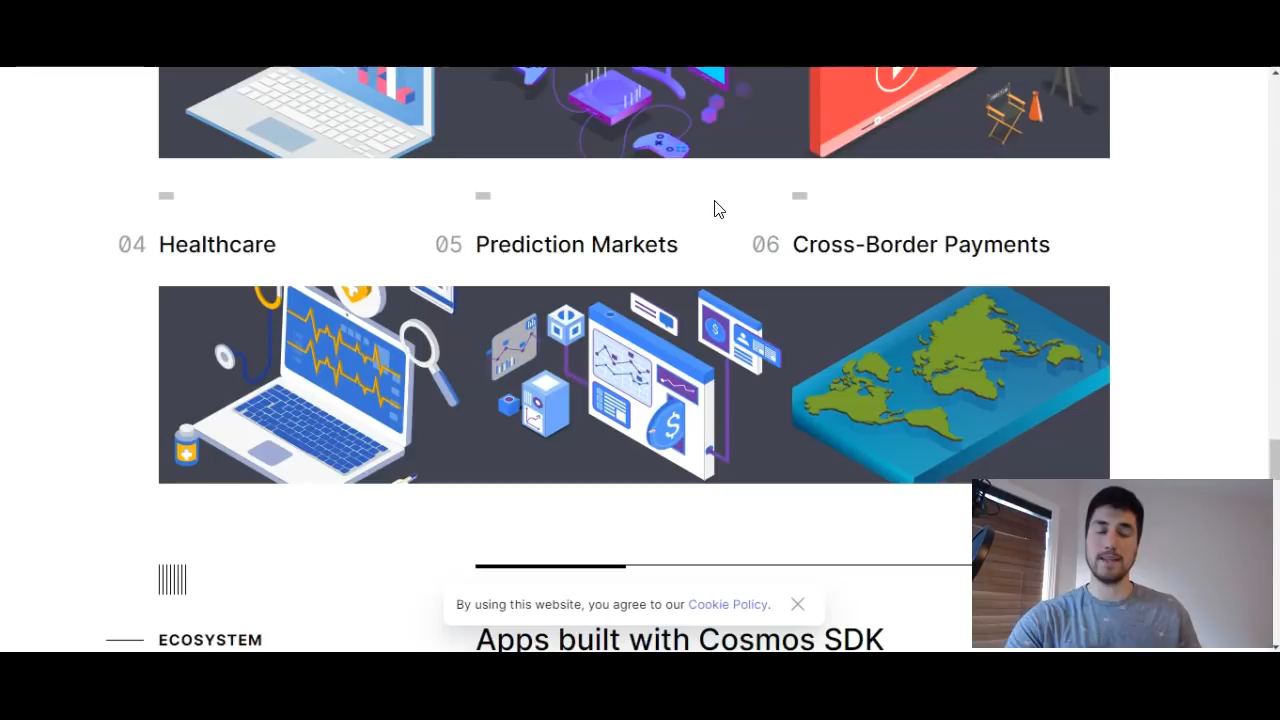 04 Healthcare
05 Prediction Markets
06 Cross-Border Payments
By using this website, you agree to our Cookie Policy.
ECOSYSTEM
Apps built with Cosmos SDK